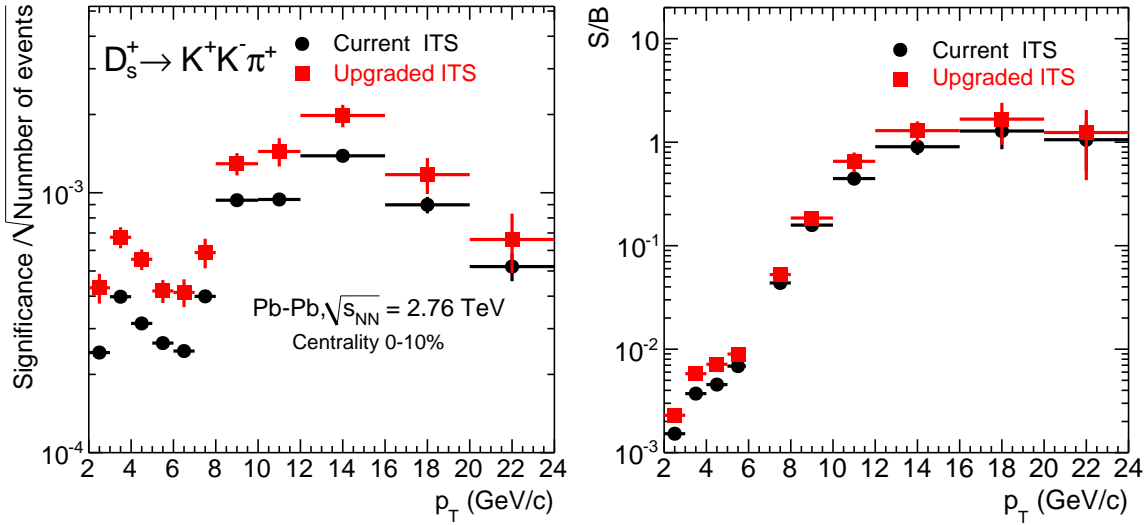 Significance /√Nunmber of events
D_s^+ → K^+K^-π^+
Current ITS
Upgraded ITS
10^-3
10^-4
Pb-Pb,√s_NN = 2.76 TeV
Centrality 0-10%
2 4 6 8 10 12 14 16 18 20 22 24
p_T (GeV/c)
S/B
Current ITS
Upgraded ITS
10
1
10^-1
10^-2
10^-3
2 4 6 8 10 12 14 16 18 20 22 24
p_T (GeV/c)